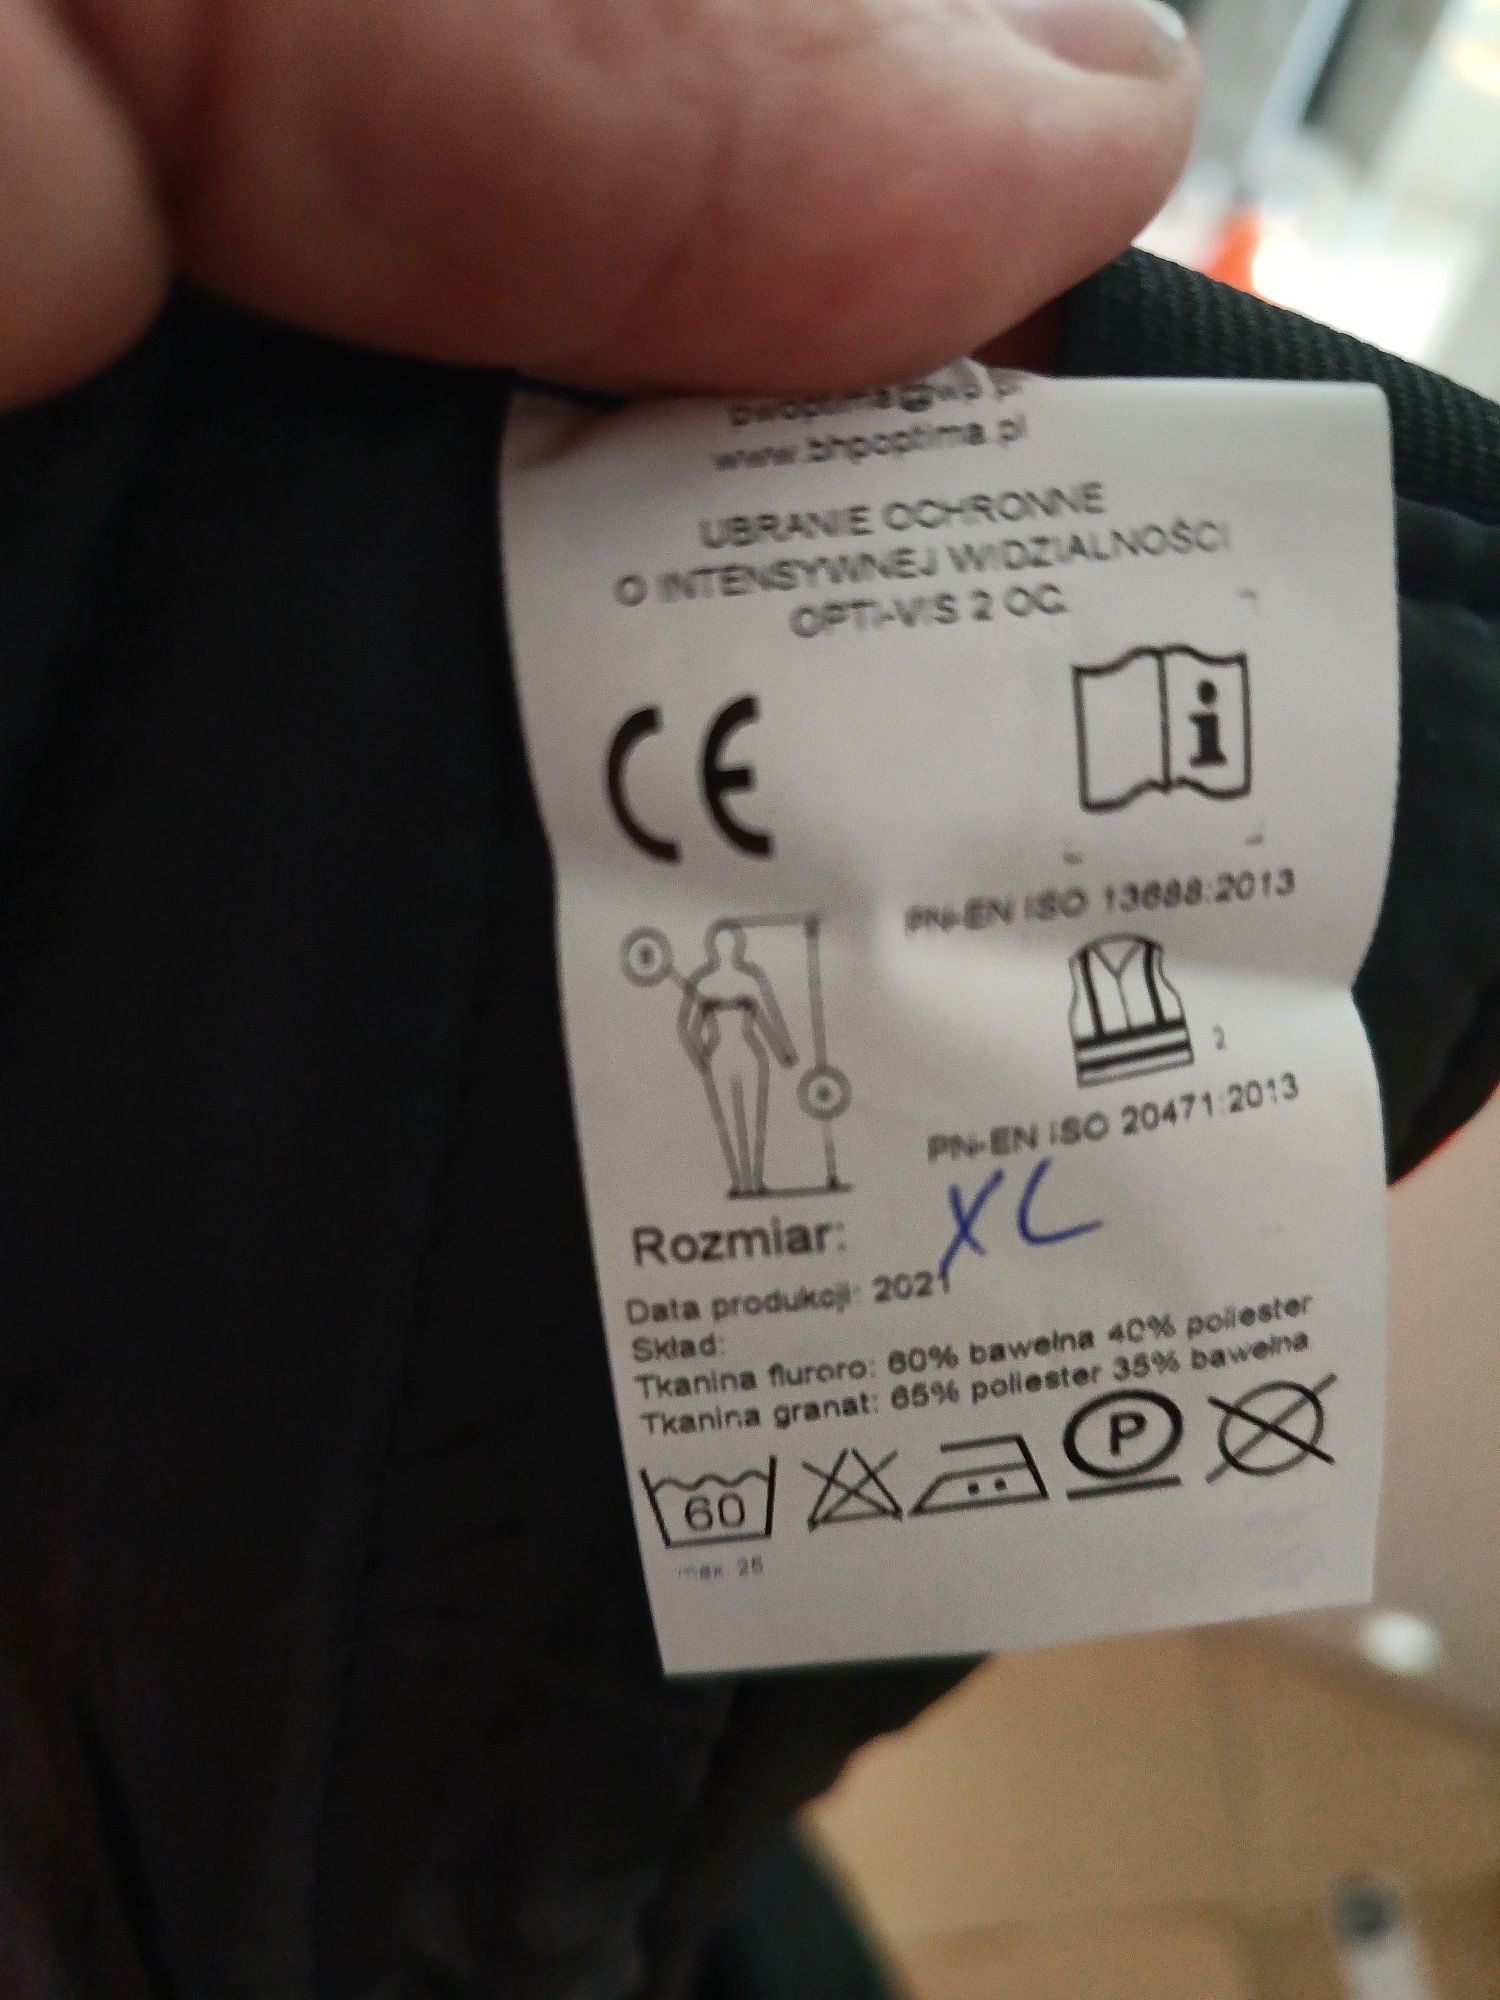 www.bhpoptima.pl
UBRANIE OCHRONNE
O INTENSYWNEJ WIDZIALNOŚCI
OPTI-VIS 2 OC
CE
i
PN-EN ISO 13688:2013
2
PN-EN ISO 20471:2013
Rozmiar: XL
Data produkcji: 2021
Skład:
Tkanina fluroro: 60% bawełna 40% poliester
Tkanina granat: 65% poliester 35% bawełna
60 P
max. 25